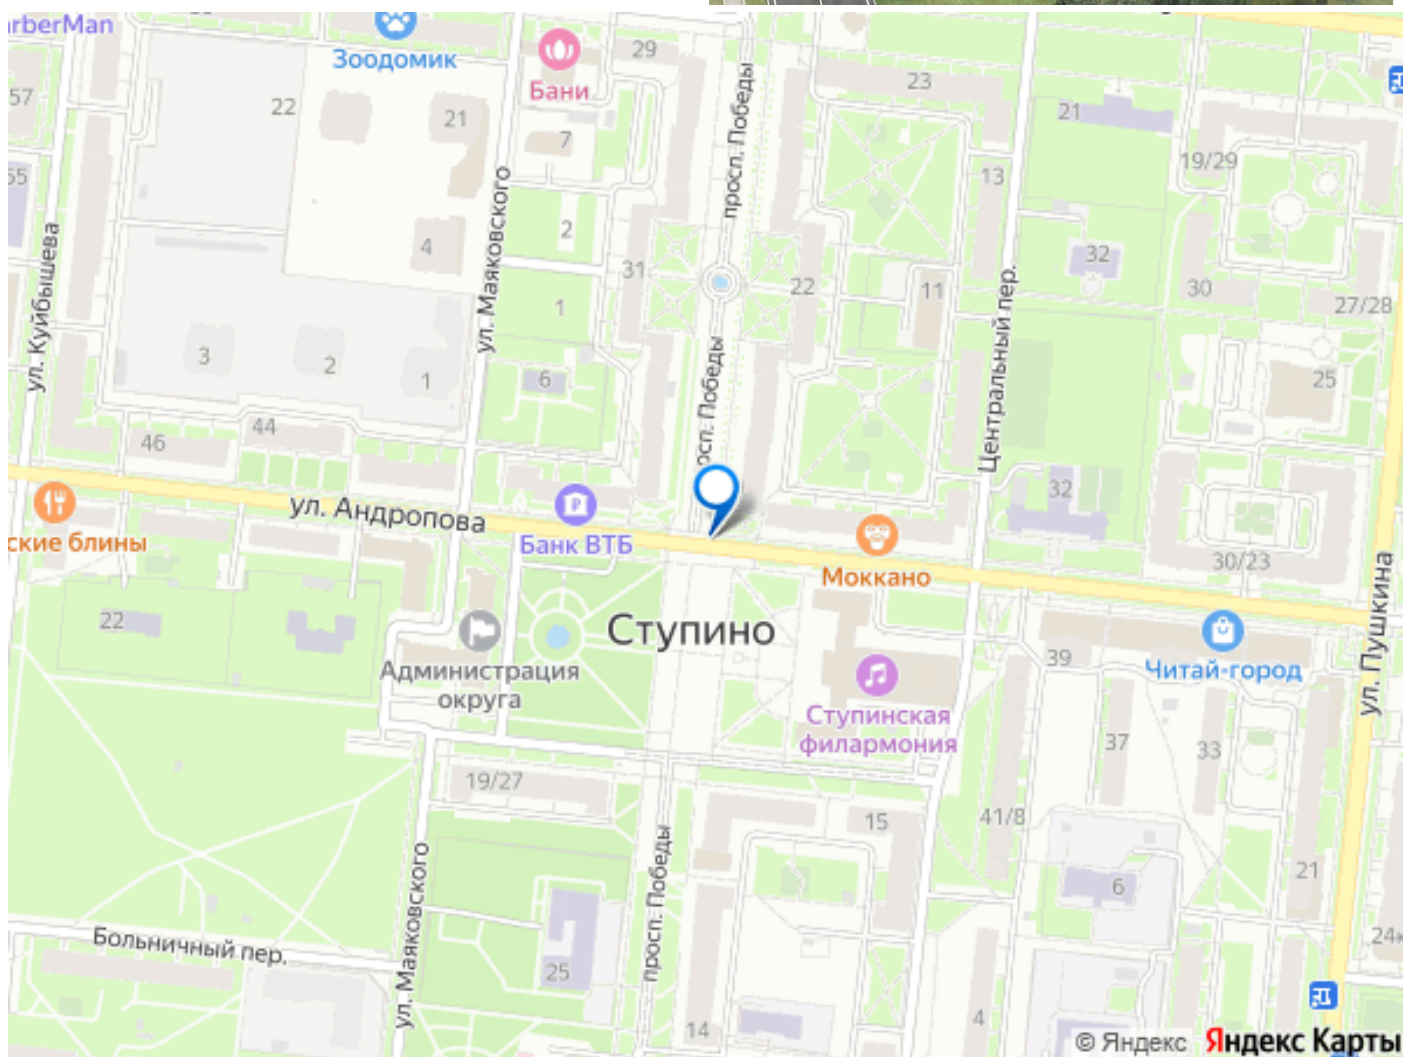 rberMan
Зоодомик
Бани
29
23
57
22
21
21
7
просп. Победы
19/29
55
13
ул. Маяковского
2
4
32
ул. Куйбышева
31
22
11
30
1
27/28
Центральный пер.
3
2
1
6
25
осп. Победы
44
46
32
ул. Андропова
ские блины
Банк ВТБ
Моккано
30/23
22
Ступино
ул. Пушкина
Администрация
округа
39
Читай-город
Ступинская
филармония
37
33
19/27
15
41/8
ул. Маяковского
просп. Победы
21
6
Больничный пер.
24к
25
14
4
© Яндекс
Яндекс Карты